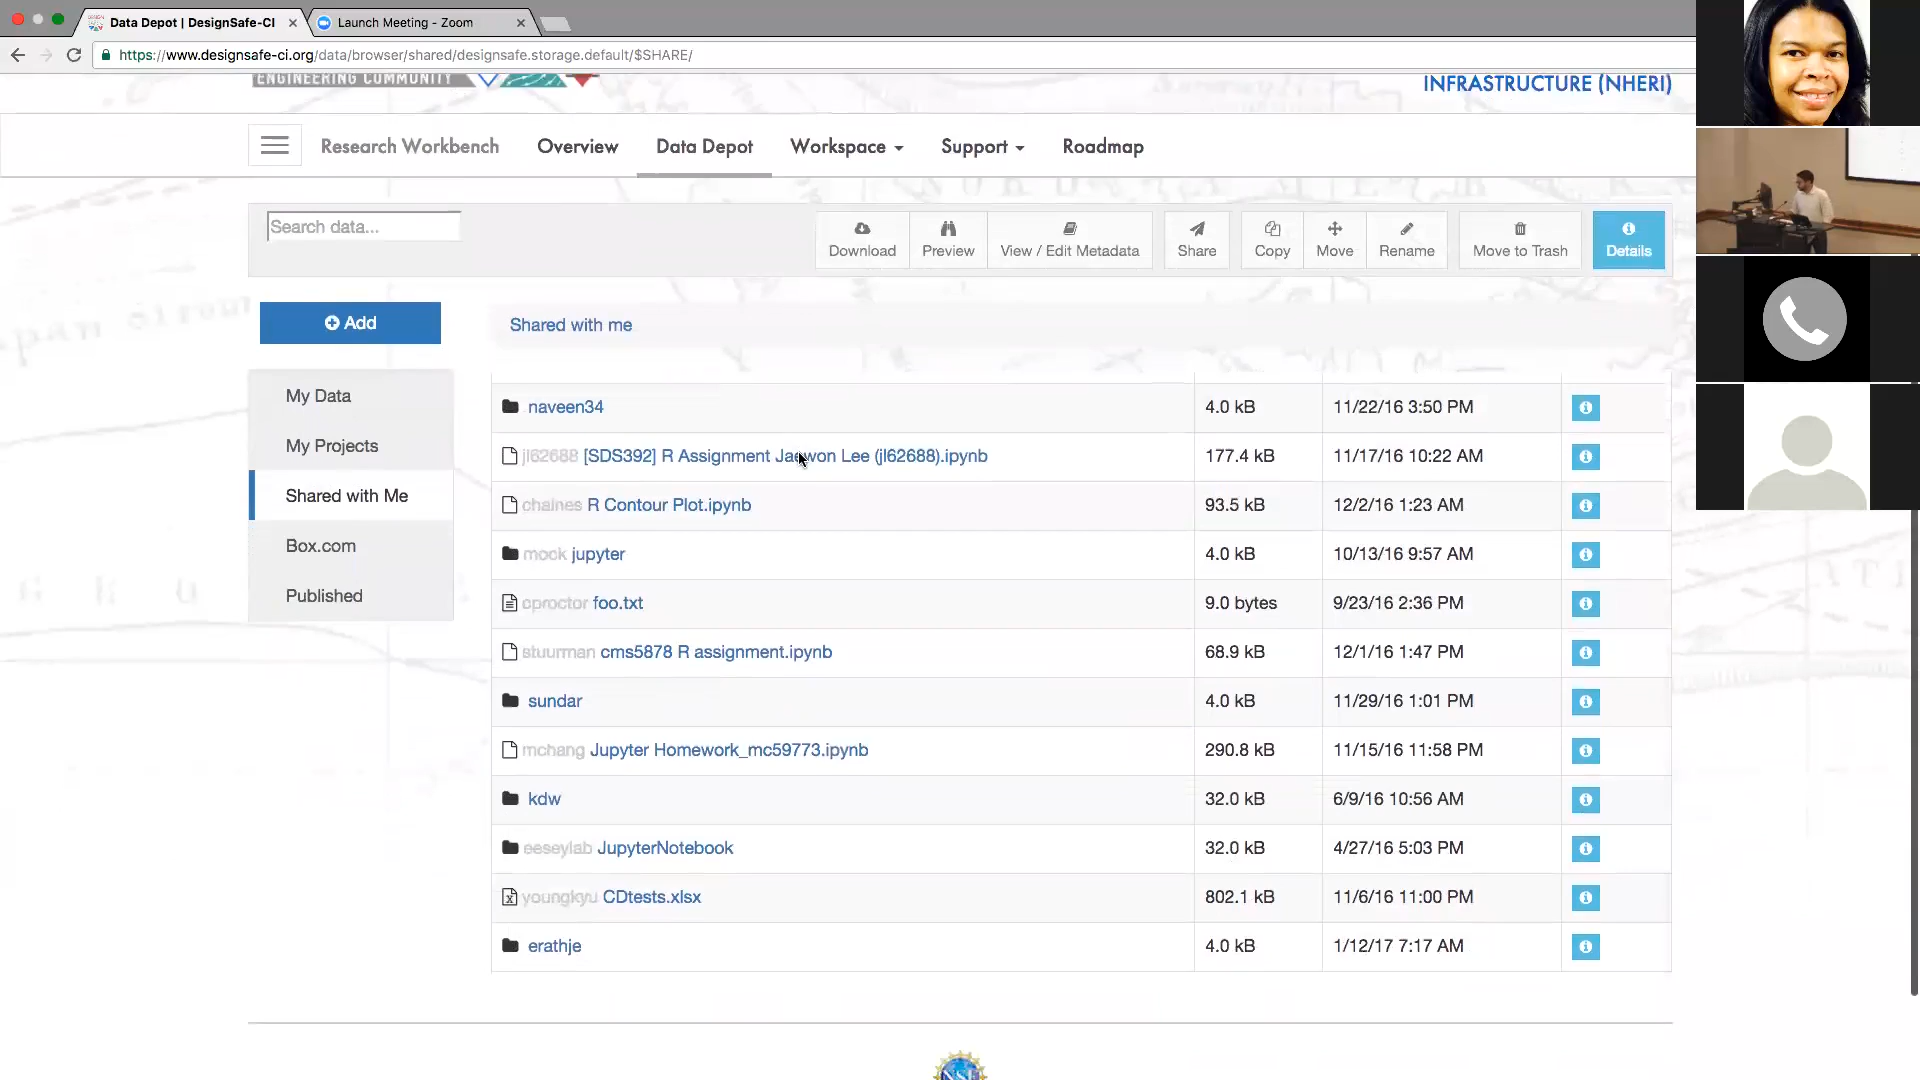 Data Depot | DesignSafe-CI
Launch Meeting - Zoom
https://www.designsafe-ci.org/data/browser/shared/designsafe.storage.default/$SHARE/
ENGINEERING COMMUNITY
INFRASTRUCTURE (NHERI)
Research Workbench Overview Data Depot Workspace Support Roadmap
Search data...
Download Preview View / Edit Metadata Share Copy Move Rename Move to Trash Details
Add
Shared with me
My Data
My Projects
Shared with Me
Box.com
Published
naveen34 4.0 kB 11/22/16 3:50 PM
jl62688 [SDS392] R Assignment Jaewon Lee (jl62688).ipynb 177.4 kB 11/17/16 10:22 AM
chaines R Contour Plot.ipynb 93.5 kB 12/2/16 1:23 AM
mock jupyter 4.0 kB 10/13/16 9:57 AM
cproctor foo.txt 9.0 bytes 9/23/16 2:36 PM
stuurman cms5878 R assignment.ipynb 68.9 kB 12/1/16 1:47 PM
sundar 4.0 kB 11/29/16 1:01 PM
mchang Jupyter Homework_mc59773.ipynb 290.8 kB 11/15/16 11:58 PM
kdw 32.0 kB 6/9/16 10:56 AM
eeseylab JupyterNotebook 32.0 kB 4/27/16 5:03 PM
youngkyu CDtests.xlsx 802.1 kB 11/6/16 11:00 PM
erathje 4.0 kB 1/12/17 7:17 AM
NSF